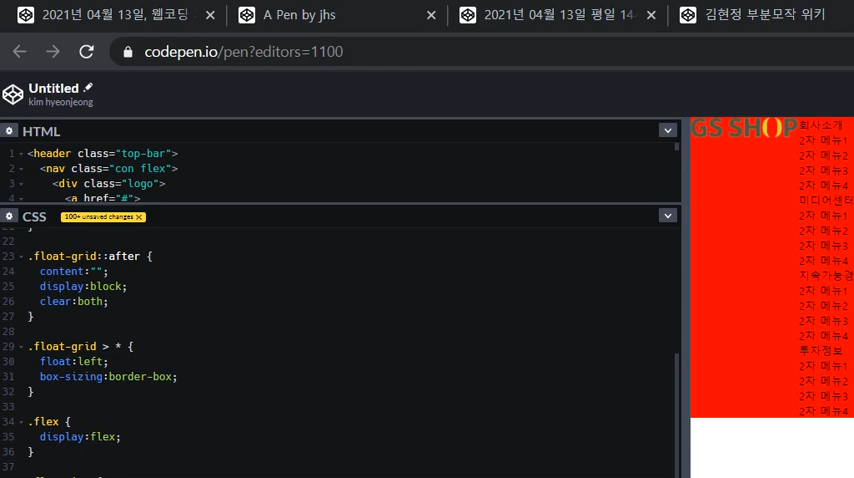 2021년 04월 13일, 웹코딩
A Pen by jhs
2021년 04월 13일 평일 14
김현정 부분모작 위키
codepen.io/pen?editors=1100
Untitled
kim hyeonjeong
HTML
1 <header class="top-bar">
2 <nav class="con flex">
3 <div class="logo">
4 <a href="#">
CSS
100+ unsaved changes X
21 }
22
23 .float-grid::after {
24 content:"";
25 display:block;
26 clear:both;
27 }
28
29 .float-grid > * {
30 float:left;
31 box-sizing:border-box;
32 }
33
34 .flex {
35 display:flex;
36 }
37
GS SHOP
회사소개
2차 메뉴1
2차 메뉴2
2차 메뉴3
2차 메뉴4
미디어센터
2차 메뉴1
2차 메뉴2
2차 메뉴3
2차 메뉴4
지속가능경
2차 메뉴1
2차 메뉴2
2차 메뉴3
2차 메뉴4
투자정보
2차 메뉴1
2차 메뉴2
2차 메뉴3
2차 메뉴4